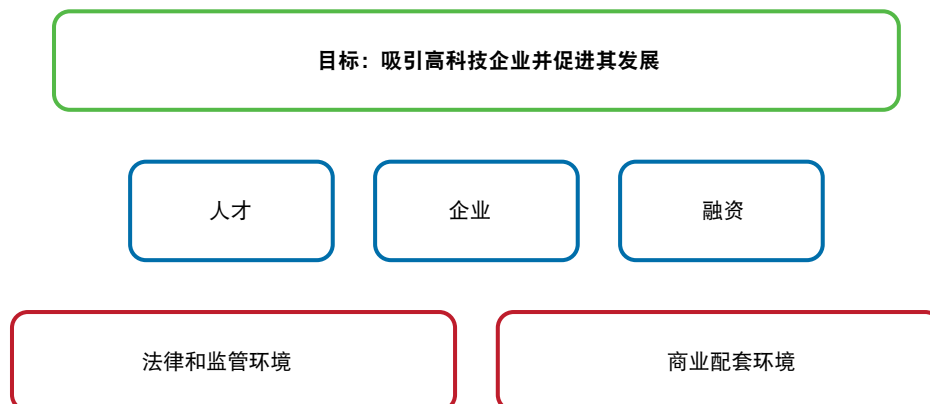 目标：吸引高科技企业并促进其发展
人才
企业
融资
法律和监管环境
商业配套环境